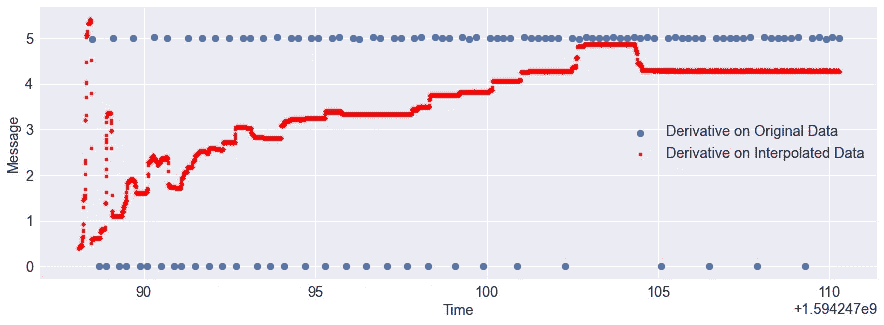 5
4
3
2
1
0
Message
Derivative on Original Data
Derivative on Interpolated Data
90
95
100
105
110
Time
+1.594247e9